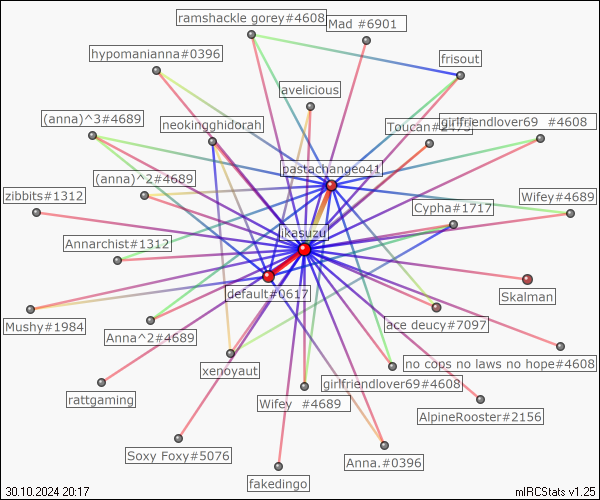 ramshackle gorey#4608
Mad  #6901
hypomanianna#0396
frisout
avelicious
(anna)^3#4689
neokingghidorah
Toucan#2473
girlfriendlover69  #4608
pastachangeo41
(anna)^2#4689
zibbits#1312
Wifey#4689
Cypha#1717
ikasuzu
Annarchist#1312
Skalman
default#0617
Mushy#1984
ace deucy#7097
Anna^2#4689
no cops no laws no hope#4608
xenoyaut
girlfriendlover69#4608
rattgaming
Wifey  #4689
AlpineRooster#2156
Soxy Foxy#5076
Anna.#0396
fakedingo
30.10.2024 20:17
mIRCStats v1.25